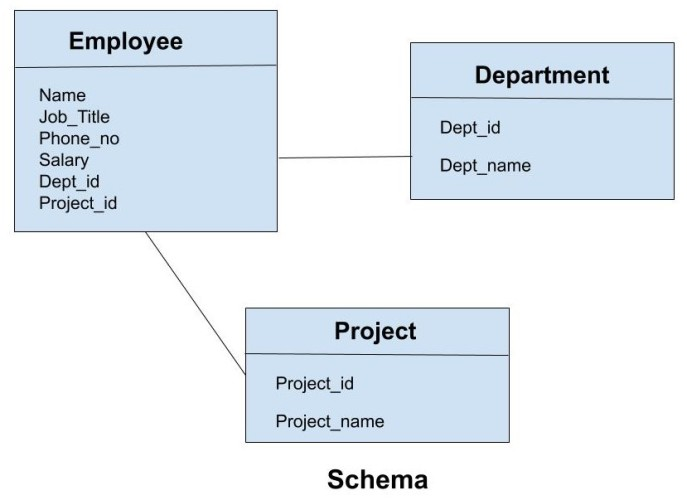 Employee
Name
Job_Title
Phone_no
Salary
Dept_id
Project_id
Department
Dept_id
Dept_name
Project
Project_id
Project_name
Schema